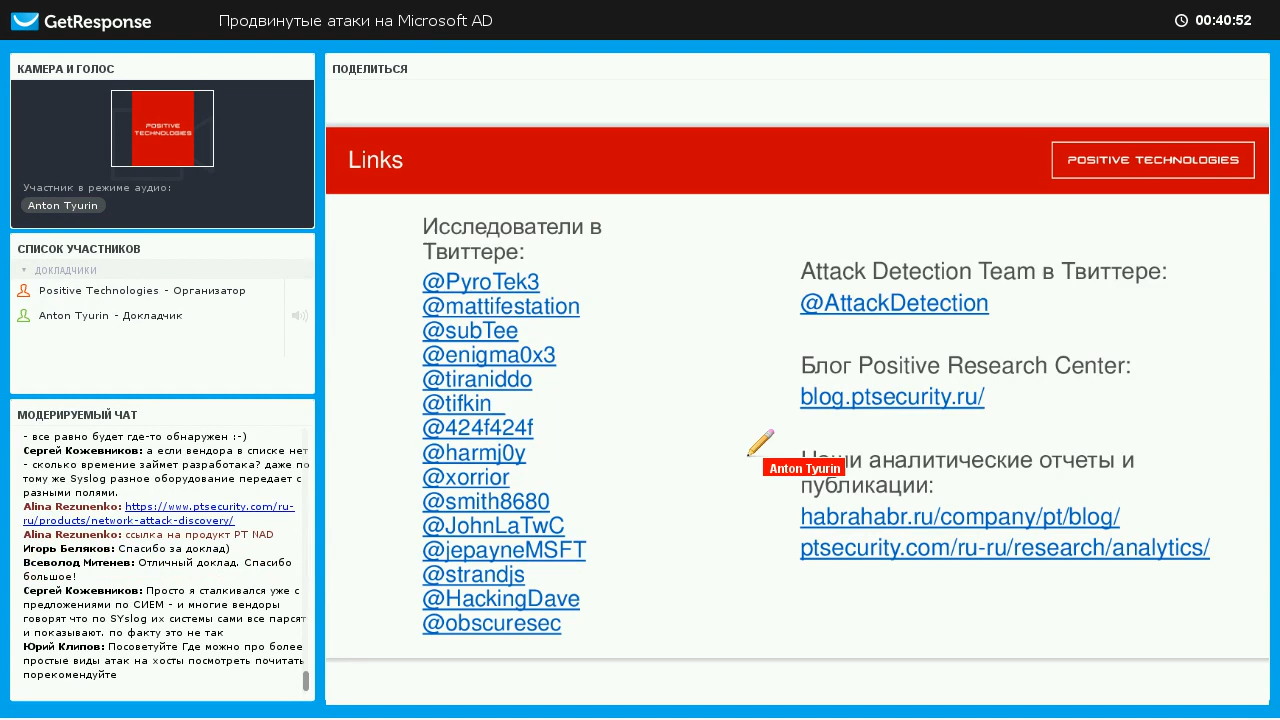 GetResponse
Продвинутые атаки на Microsoft AD
00:40:52
КАМЕРА И ГОЛОС
POSITIVE
TECHNOLOGIES
Участник в режиме аудио:
Anton Tyurin
СПИСОК УЧАСТНИКОВ
ДОКЛАДЧИКИ
Positive Technologies - Организатор
Anton Tyurin - Докладчик
МОДЕРИРУЕМЫЙ ЧАТ
- все равно будет где-то обнаружен :-)
Сергей Кожевников: а если вендора в списке нет
- сколько времение займет разработка? даже по
тому же Syslog разное оборудование передает с
разными полями.
Alina Rezunenko: https://www.ptsecurity.com/ru-
ru/products/network-attack-discovery/
Alina Rezunenko: ссылка на продукт PT NAD
Игорь Беляков: Спасибо за доклад)
Всеволод Митенев: Отличный доклад. Спасибо
большое!
Сергей Кожевников: Просто я сталкивался уже с
предложениями по СИЕМ - и многие вендоры
говорят что по SYslog их системы сами все парсят
и показывают. по факту это не так
Юрий Клипов: Посоветуйте Где можно про более
простые виды атак на хосты посмотреть почитать
порекомендуйте
ПОДЕЛИТЬСЯ
Links
POSITIVE TECHNOLOGIES
Исследователи в
Твиттере:
@PyroTek3
@mattifestation
@subTee
@enigma0x3
@tiraniddo
@tifkin_
@424f424f
@harmj0y
@xorrior
@smith8680
@JohnLaTwC
@jepayneMSFT
@strandjs
@HackingDave
@obscuresec
Attack Detection Team в Твиттере:
@AttackDetection
Блог Positive Research Center:
blog.ptsecurity.ru/
Anton Tyurin
Наши аналитические отчеты и
публикации:
habrahabr.ru/company/pt/blog/
ptsecurity.com/ru-ru/research/analytics/